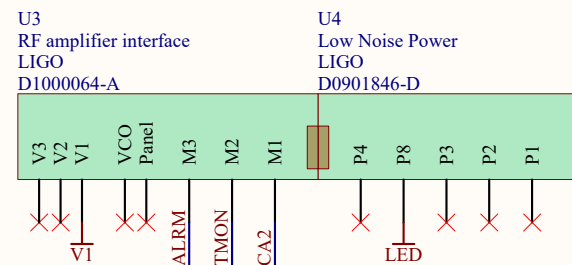 U3
RF amplifier interface
LIGO
D1000064-A
U4
Low Noise Power
LIGO
D0901846-D
V3
V2
V1
VCO
Panel
M3
M2
M1
P4
P8
P3
P2
P1
V1
ALRM
TMON
CA2
LED